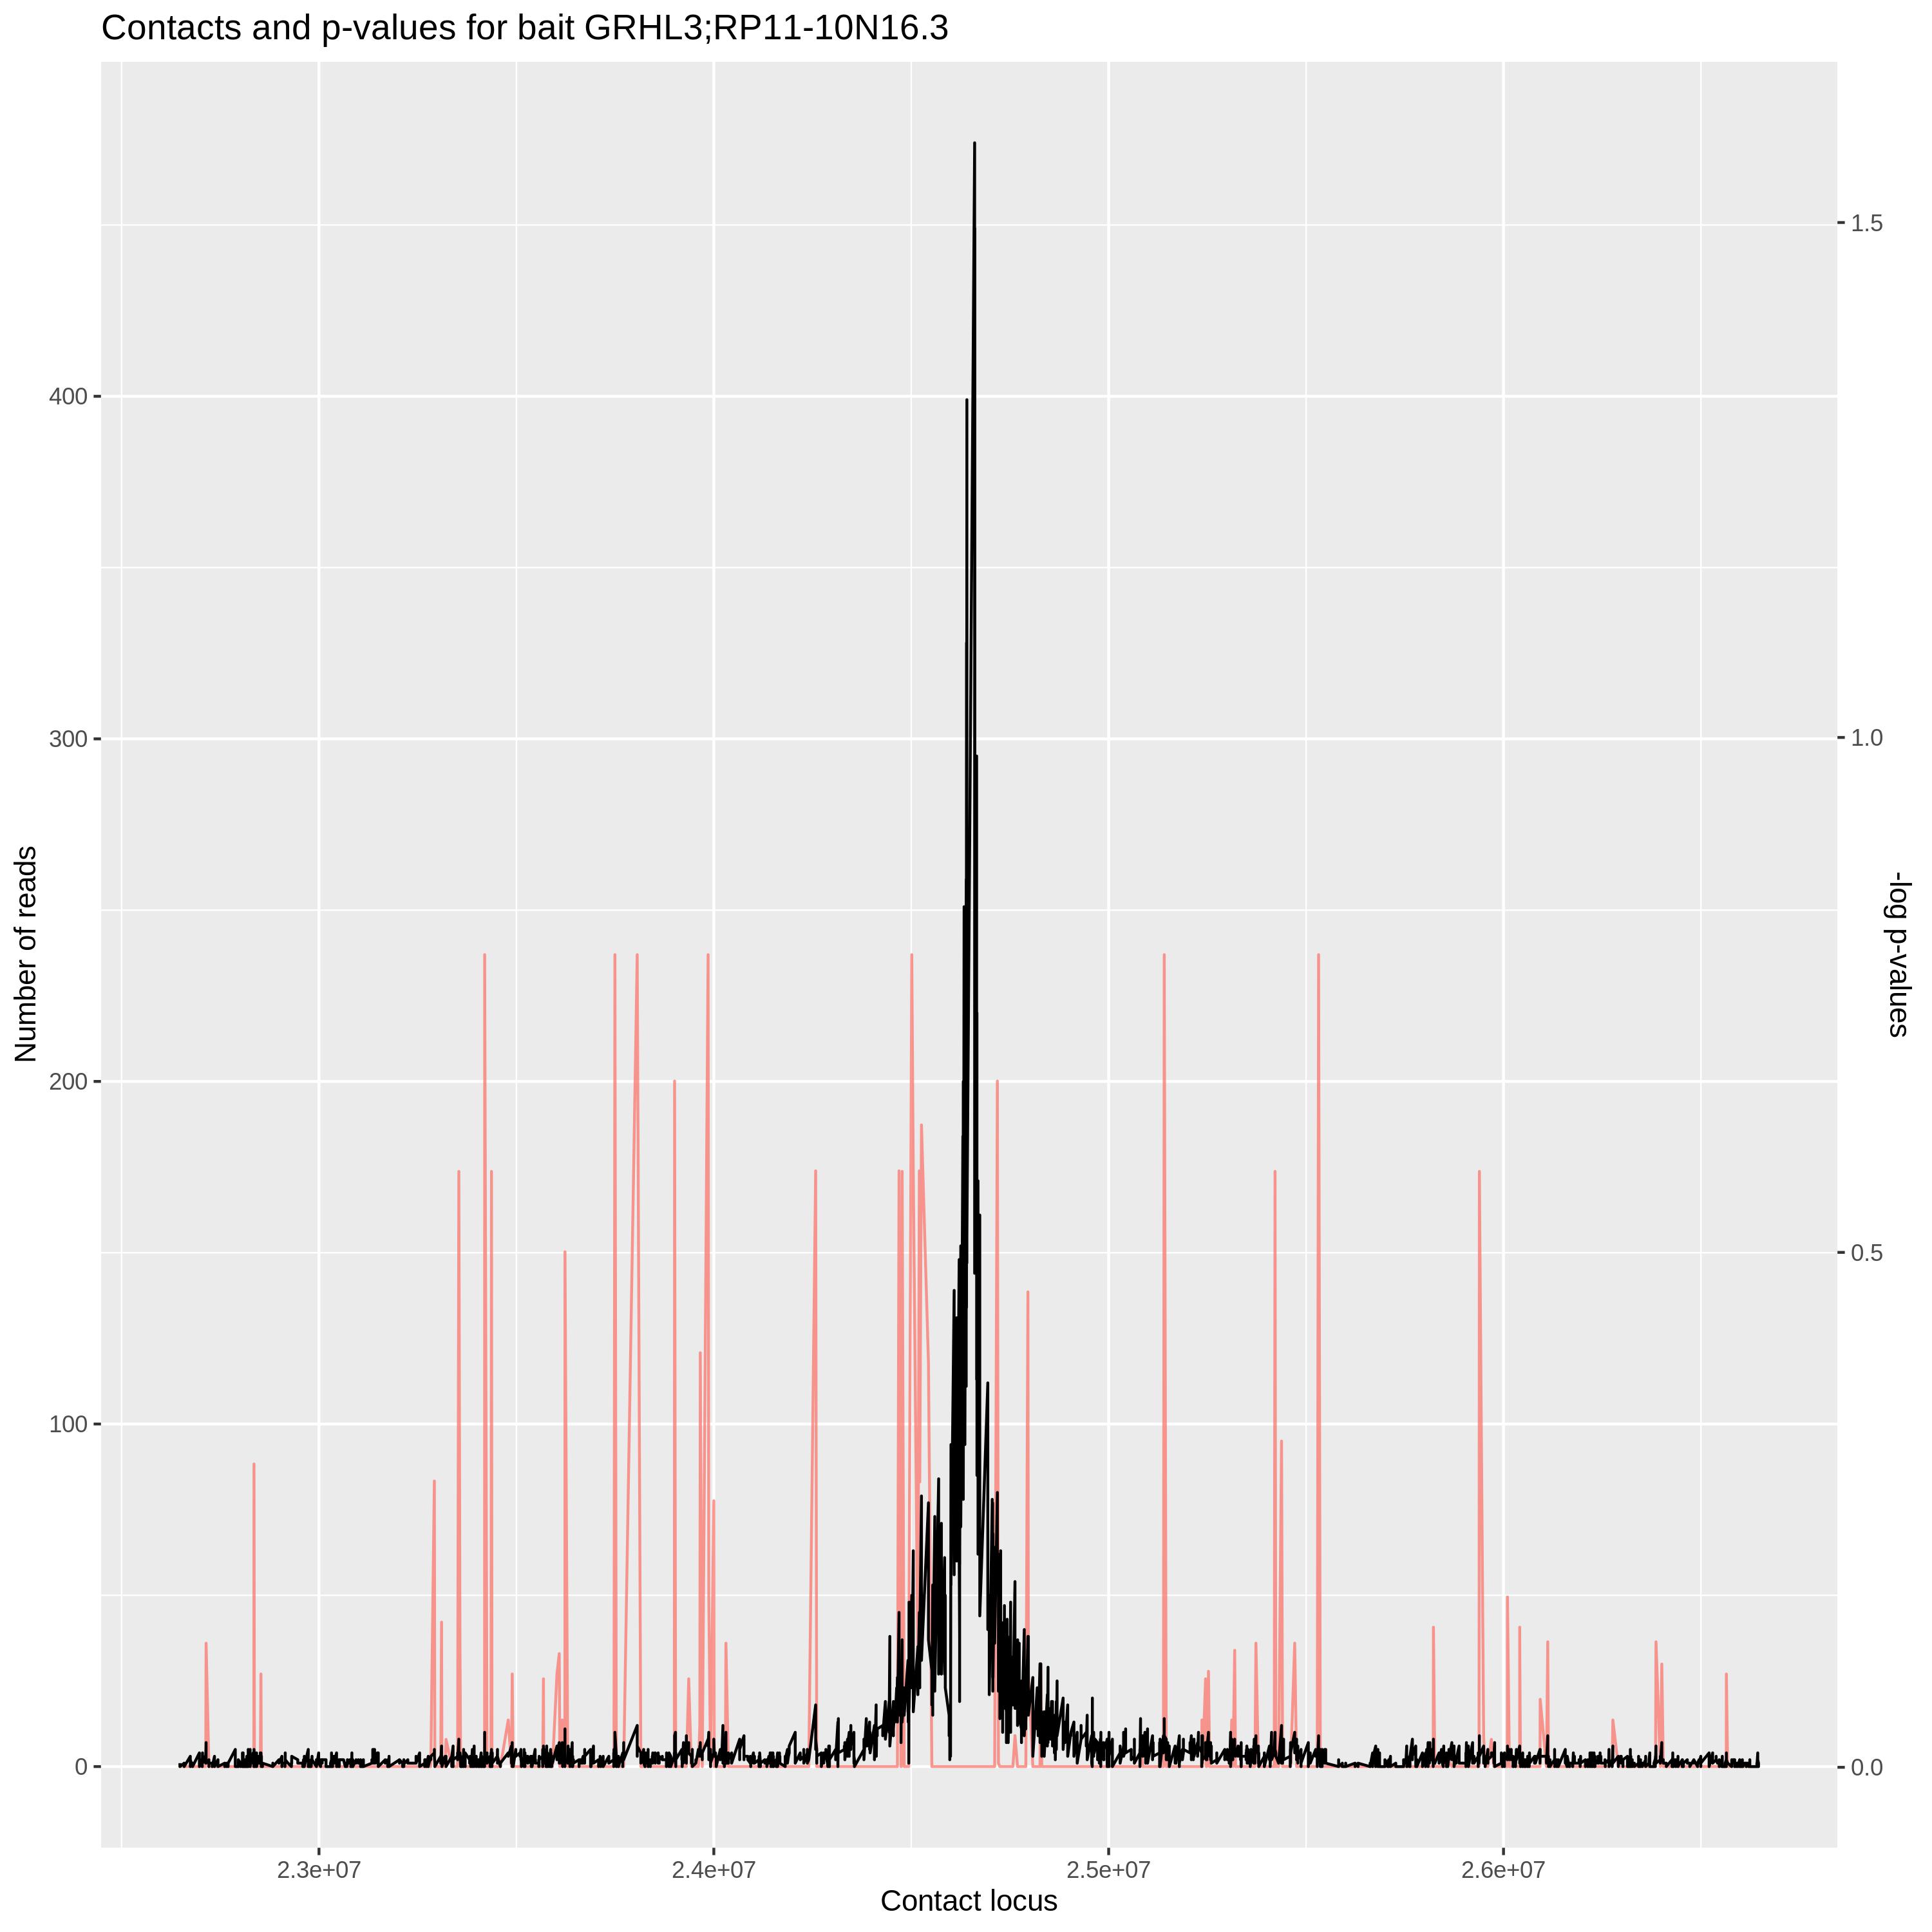 Contacts and p-values for bait GRHL3;RP11-10N16.3
Number of reads
400
300
200
100
0
1.5
1.0
0.5
0.0
-log p-values
2.3e+07
2.4e+07
2.5e+07
2.6e+07
Contact locus